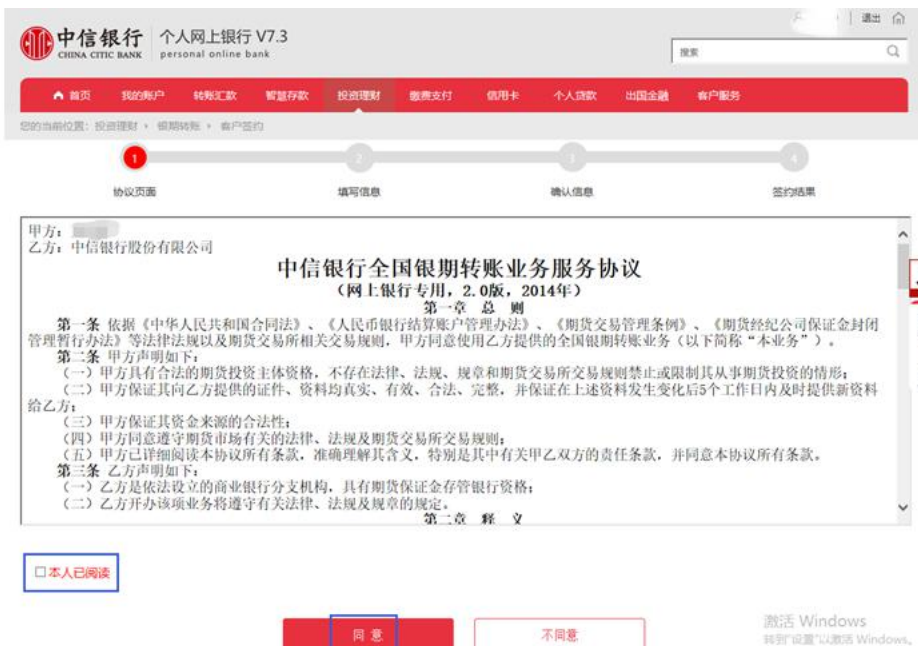 退出
中信银行 个人网上银行 V7.3
CHINA CITIC BANK personal online bank
搜索
首页 我的账户 转账汇款 智慧存款 投资理财 缴费支付 信用卡 个人贷款 出国金融 客户服务
您的当前位置：投资理财 › 银期转账 › 客户签约
1 2 3 4
协议页面 填写信息 确认信息 签约结果
甲方：
乙方：中信银行股份有限公司
中信银行全国银期转账业务服务协议
（网上银行专用，2.0版，2014年）
第一章 总 则
第一条 依据《中华人民共和国合同法》、《人民币银行结算账户管理办法》、《期货交易管理条例》、《期货经纪公司保证金封闭
管理暂行办法》等法律法规以及期货交易所相关交易规则，甲方同意使用乙方提供的全国银期转账业务（以下简称“本业务”）。
第二条 甲方声明如下：
（一）甲方具有合法的期货投资主体资格，不存在法律、法规、规章和期货交易所交易规则禁止或限制其从事期货投资的情形；
（二）甲方保证其向乙方提供的证件、资料均真实、有效、合法、完整，并保证在上述资料发生变化后5个工作日内及时提供新资料
给乙方；
（三）甲方保证其资金来源的合法性；
（四）甲方同意遵守期货市场有关的法律、法规及期货交易所交易规则；
（五）甲方已详细阅读本协议所有条款，准确理解其含义，特别是其中有关甲乙双方的责任条款，并同意本协议所有条款。
第三条 乙方声明如下：
（一）乙方是依法设立的商业银行分支机构，具有期货保证金存管银行资格；
（二）乙方开办该项业务将遵守有关法律、法规及规章的规定。
第二章 释 义
本人已阅读
同 意 不同意
激活 Windows
转到“设置”以激活 Windows。